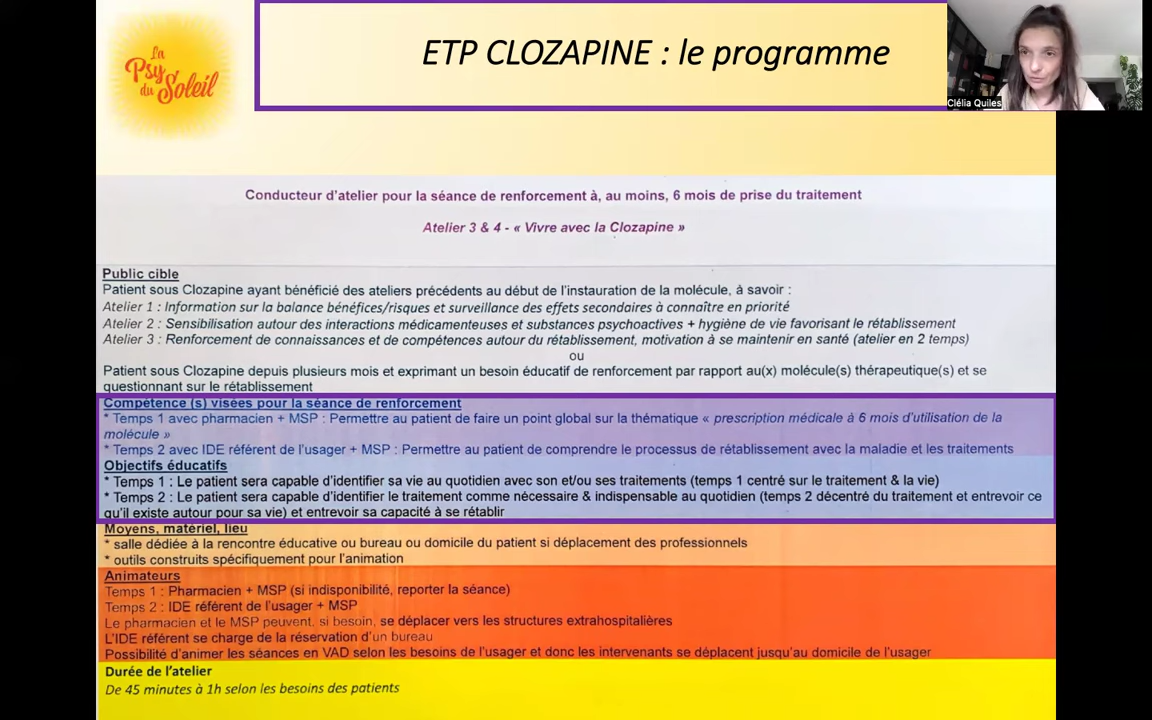 La
Psy
du Soleil
ETP CLOZAPINE : le programme
Clélia Quiles
Conducteur d'atelier pour la séance de renforcement à, au moins, 6 mois de prise du traitement
Atelier 3 & 4 - « Vivre avec la Clozapine »
Public cible
Patient sous Clozapine ayant bénéficié des ateliers précédents au début de l'instauration de la molécule, à savoir :
Atelier 1 : Information sur la balance bénéfices/risques et surveillance des effets secondaires à connaître en priorité
Atelier 2 : Sensibilisation autour des interactions médicamenteuses et substances psychoactives + hygiène de vie favorisant le rétablissement
Atelier 3 : Renforcement de connaissances et de compétences autour du rétablissement, motivation à se maintenir en santé (atelier en 2 temps)
ou
Patient sous Clozapine depuis plusieurs mois et exprimant un besoin éducatif de renforcement par rapport au(x) molécule(s) thérapeutique(s) et se
questionnant sur le rétablissement
Compétence (s) visées pour la séance de renforcement
* Temps 1 avec pharmacien + MSP : Permettre au patient de faire un point global sur la thématique « prescription médicale à 6 mois d'utilisation de la
molécule »
* Temps 2 avec IDE référent de l'usager + MSP : Permettre au patient de comprendre le processus de rétablissement avec la maladie et les traitements
Objectifs éducatifs
* Temps 1 : Le patient sera capable d'identifier sa vie au quotidien avec son et/ou ses traitements (temps 1 centré sur le traitement & la vie)
* Temps 2 : Le patient sera capable d'identifier le traitement comme nécessaire & indispensable au quotidien (temps 2 décentré du traitement et entrevoir ce
qu'il existe autour pour sa vie) et entrevoir sa capacité à se rétablir
Moyens, matériel, lieu
* salle dédiée à la rencontre éducative ou bureau ou domicile du patient si déplacement des professionnels
* outils construits spécifiquement pour l'animation
Animateurs
Temps 1 : Pharmacien + MSP (si indisponibilité, reporter la séance)
Temps 2 : IDE référent de l'usager + MSP
Le pharmacien et le MSP peuvent, si besoin, se déplacer vers les structures extrahospitalières
L'IDE référent se charge de la réservation d'un bureau
Possibilité d'animer les séances en VAD selon les besoins de l'usager et donc les intervenants se déplacent jusqu'au domicile de l'usager
Durée de l'atelier
De 45 minutes à 1h selon les besoins des patients